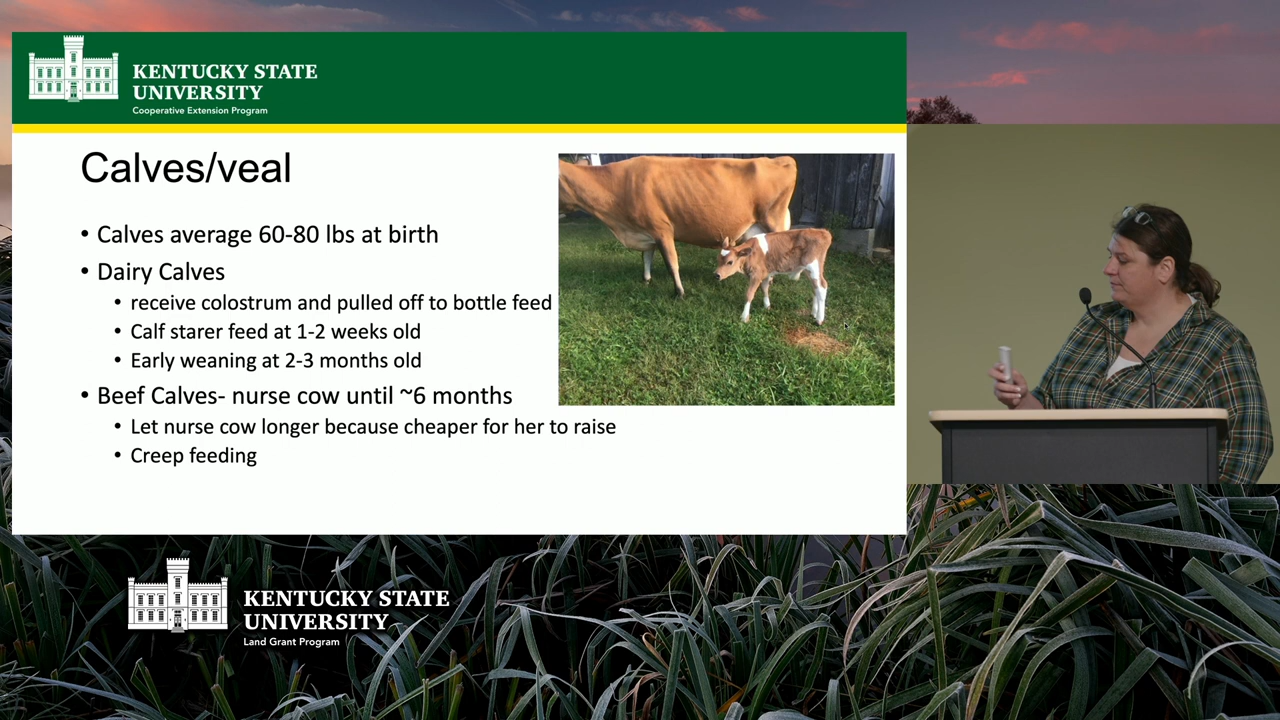 KENTUCKY STATE
UNIVERSITY
Cooperative Extension Program
Calves/veal
• Calves average 60-80 lbs at birth
• Dairy Calves
• receive colostrum and pulled off to bottle feed
• Calf starer feed at 1-2 weeks old
• Early weaning at 2-3 months old
• Beef Calves- nurse cow until ~6 months
• Let nurse cow longer because cheaper for her to raise
• Creep feeding
KENTUCKY STATE
UNIVERSITY
Land Grant Program